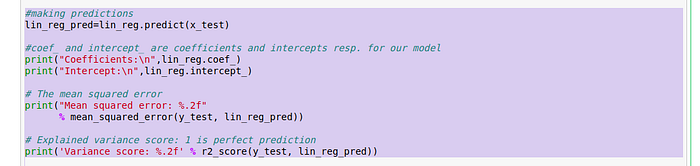 #making predictions
lin_reg_pred=lin_reg.predict(x_test)
#coef_ and intercept_ are coefficients and intercepts resp. for our model
print("Coefficients:\n",lin_reg.coef_)
print("Intercept:\n",lin_reg.intercept_)
# The mean squared error
print("Mean squared error: %.2f"
% mean_squared_error(y_test, lin_reg_pred))
# Explained variance score: 1 is perfect prediction
print('Variance score: %.2f' % r2_score(y_test, lin_reg_pred))